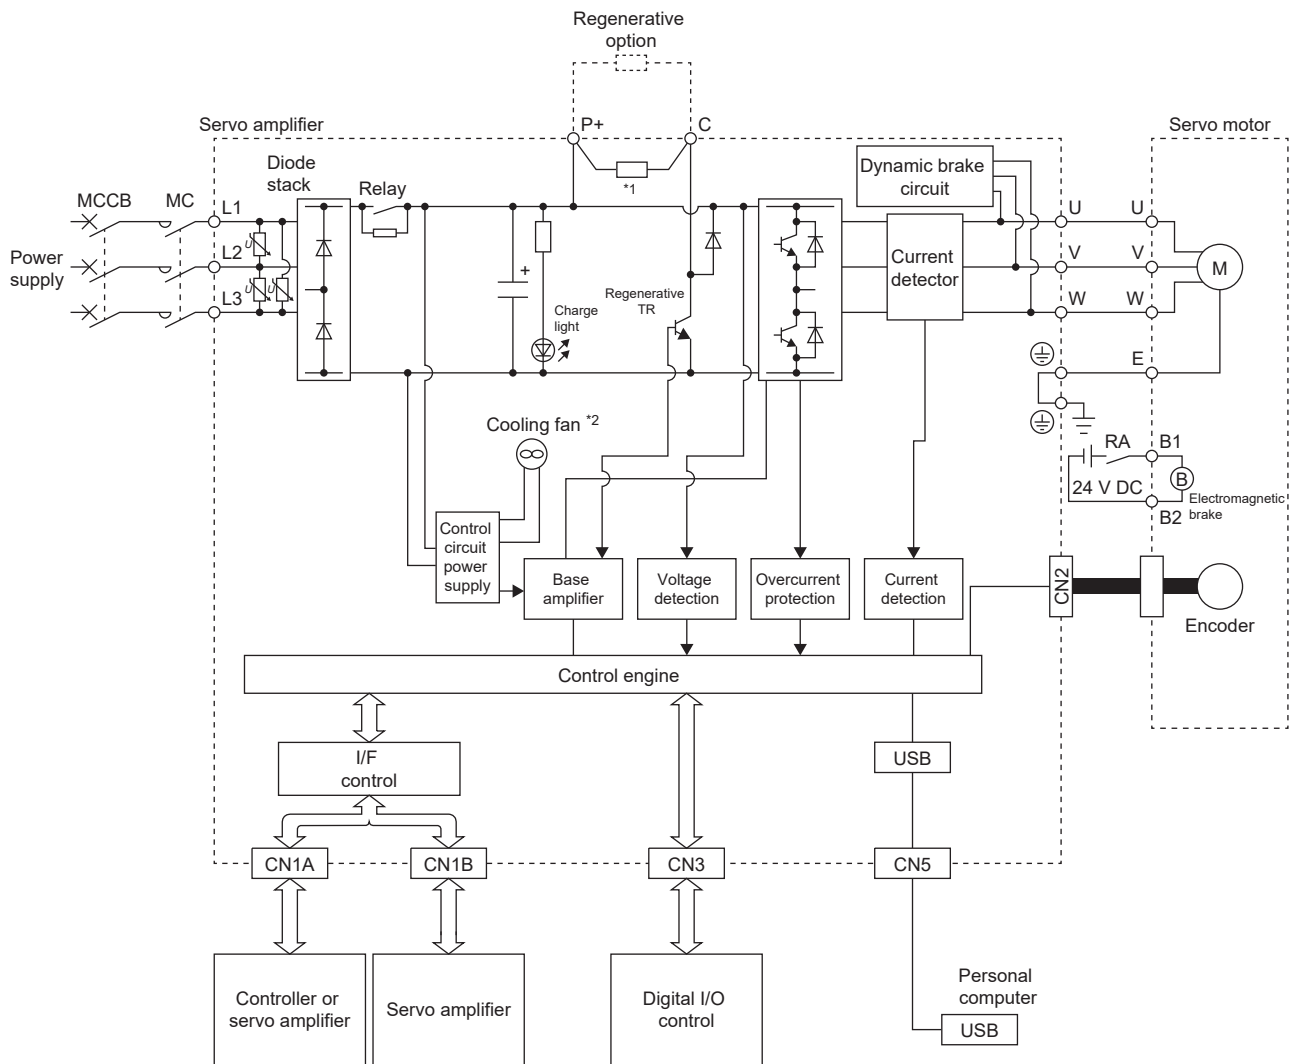 Regenerative
option
Servo amplifier
P+
C
Servo motor
Diode
stack
Relay
*1
Dynamic brake
circuit
MCCB
MC
L1
U
U
Power
supply
L2
U
+
Current
detector
V
V
M
L3
U
U
Charge
light
Regenerative
TR
W
W
E
Cooling fan *2
RA
B1
24 V DC
B
Electromagnetic
brake
B2
Control
circuit
power
supply
Base
amplifier
Voltage
detection
Overcurrent
protection
Current
detection
CN2
Encoder
Control engine
I/F
control
USB
CN1A
CN1B
CN3
CN5
Controller or
servo amplifier
Servo amplifier
Digital I/O
control
Personal
computer
USB